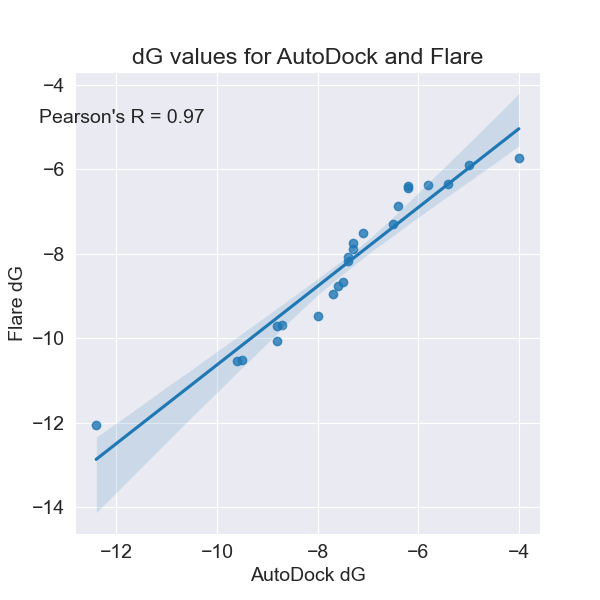 dG values for AutoDock and Flare
Pearson's R = 0.97
−4
−6
−8
−10
−12
−14
Flare dG
−12
−10
−8
−6
−4
AutoDock dG